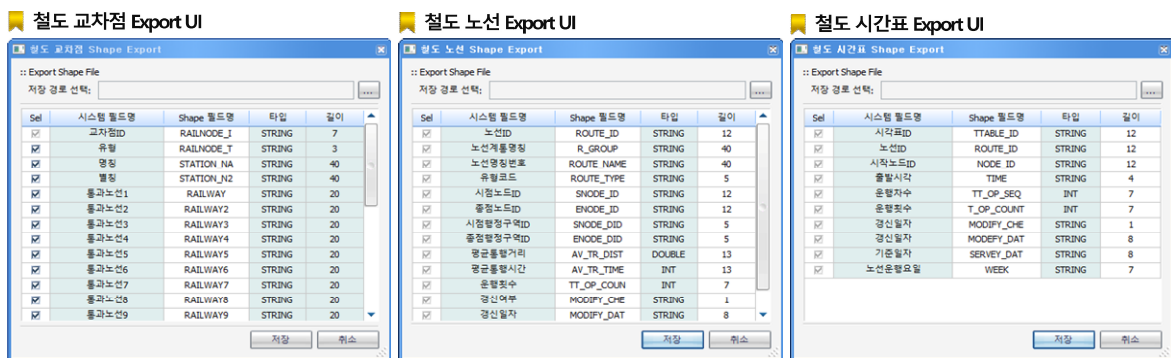 철도 교차점 Export UI
철도 교차점 Shape Export
:: Export Shape File
저장 경로 선택:
...
Sel 시스템 필드명 Shape 필드명 타입 길이
교차점ID RAILNODE_I STRING 7
유형 RAILNODE_T STRING 3
명칭 STATION_NA STRING 40
별칭 STATION_N2 STRING 40
통과노선1 RAILWAY STRING 20
통과노선2 RAILWAY2 STRING 20
통과노선3 RAILWAY3 STRING 20
통과노선4 RAILWAY4 STRING 20
통과노선5 RAILWAY5 STRING 20
통과노선6 RAILWAY6 STRING 20
통과노선7 RAILWAY7 STRING 20
통과노선8 RAILWAY8 STRING 20
통과노선9 RAILWAY9 STRING 20
저장 취소
철도 노선 Export UI
철도 노선 Shape Export
:: Export Shape File
저장 경로 선택:
...
Sel 시스템 필드명 Shape 필드명 타입 길이
노선ID ROUTE_ID STRING 12
노선계통명칭 R_GROUP STRING 40
노선명칭번호 ROUTE_NAME STRING 40
유형코드 ROUTE_TYPE STRING 5
시점노드ID SNODE_ID STRING 12
종점노드ID ENODE_ID STRING 12
시점행정구역ID SNODE_DID STRING 5
종점행정구역ID ENODE_DID STRING 5
평균통행거리 AV_TR_DIST DOUBLE 13
평균통행시간 AV_TR_TIME INT 13
운행횟수 TT_OP_COUN INT 7
갱신여부 MODIFY_CHE STRING 1
갱신일자 MODIFY_DAT STRING 8
저장 취소
철도 시간표 Export UI
철도 시간표 Shape Export
:: Export Shape File
저장 경로 선택:
...
Sel 시스템 필드명 Shape 필드명 타입 길이
시각표ID TTABLE_ID STRING 12
노선ID ROUTE_ID STRING 12
시작노드ID NODE_ID STRING 12
출발시각 TIME STRING 4
운행차수 TT_OP_SEQ INT 7
운행횟수 T_OP_COUNT INT 7
갱신일자 MODIFY_CHE STRING 1
갱신일자 MODEFY_DAT STRING 8
기준일자 SERVEY_DAT STRING 8
노선운행요일 WEEK STRING 7
저장 취소